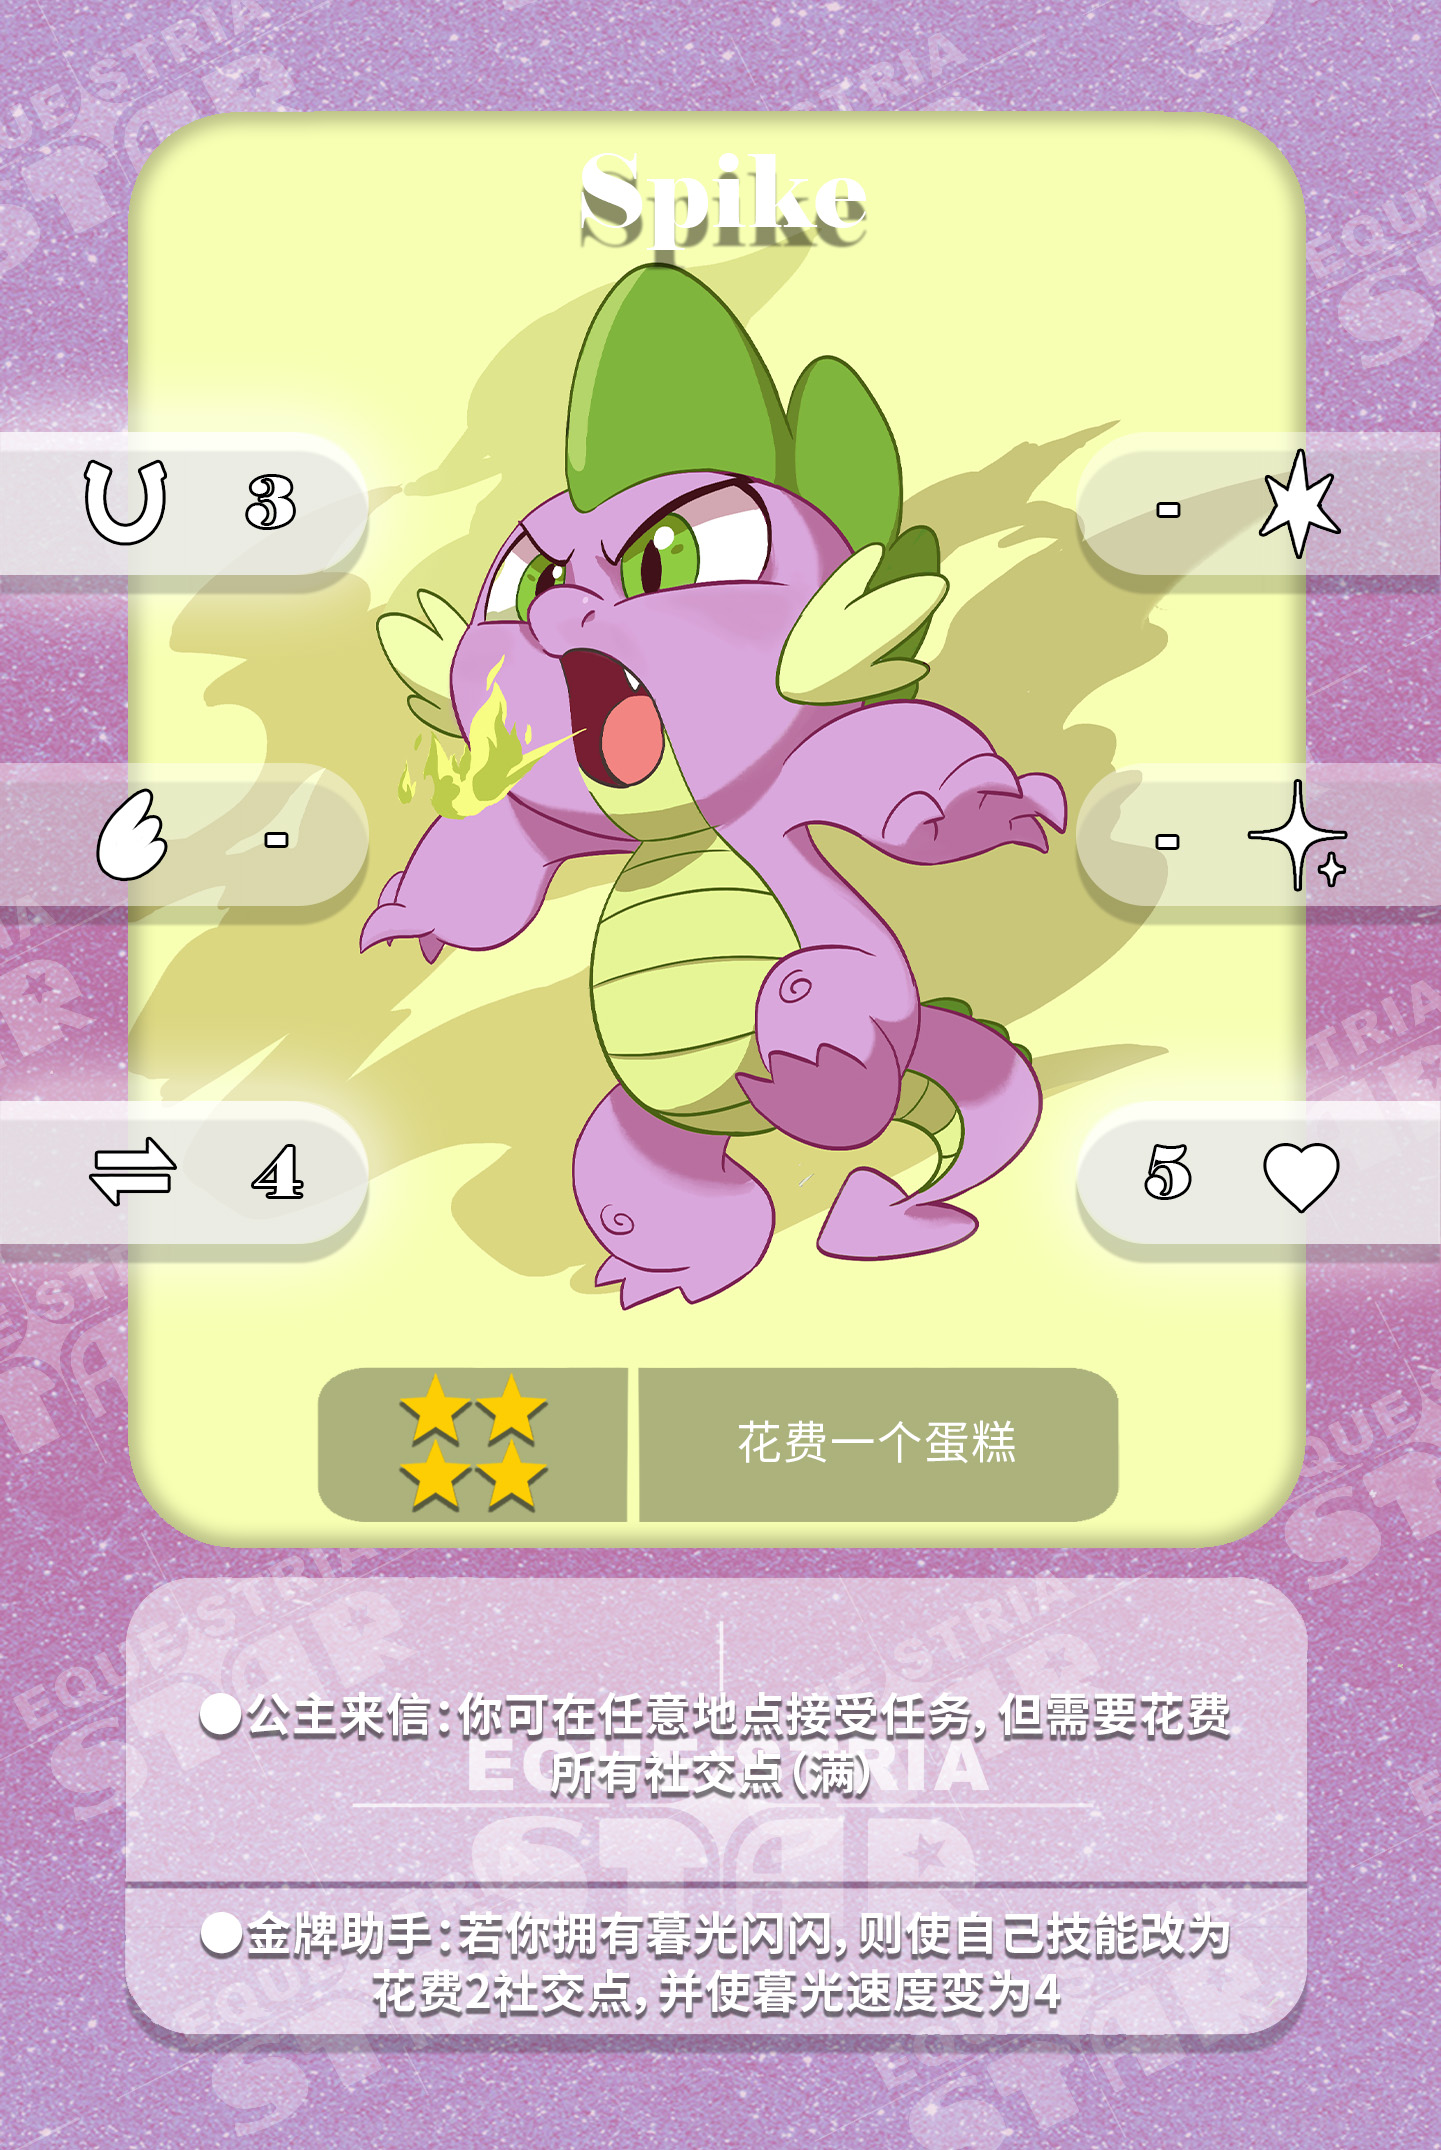 Spike
3
-
-
-
4
5
花费一个蛋糕
●公主来信：你可在任意地点接受任务，但需要花费
所有社交点（满）
EQUESTRIA
STAR
●金牌助手：若你拥有暮光闪闪，则使自己技能改为
花费2社交点，并使暮光速度变为4